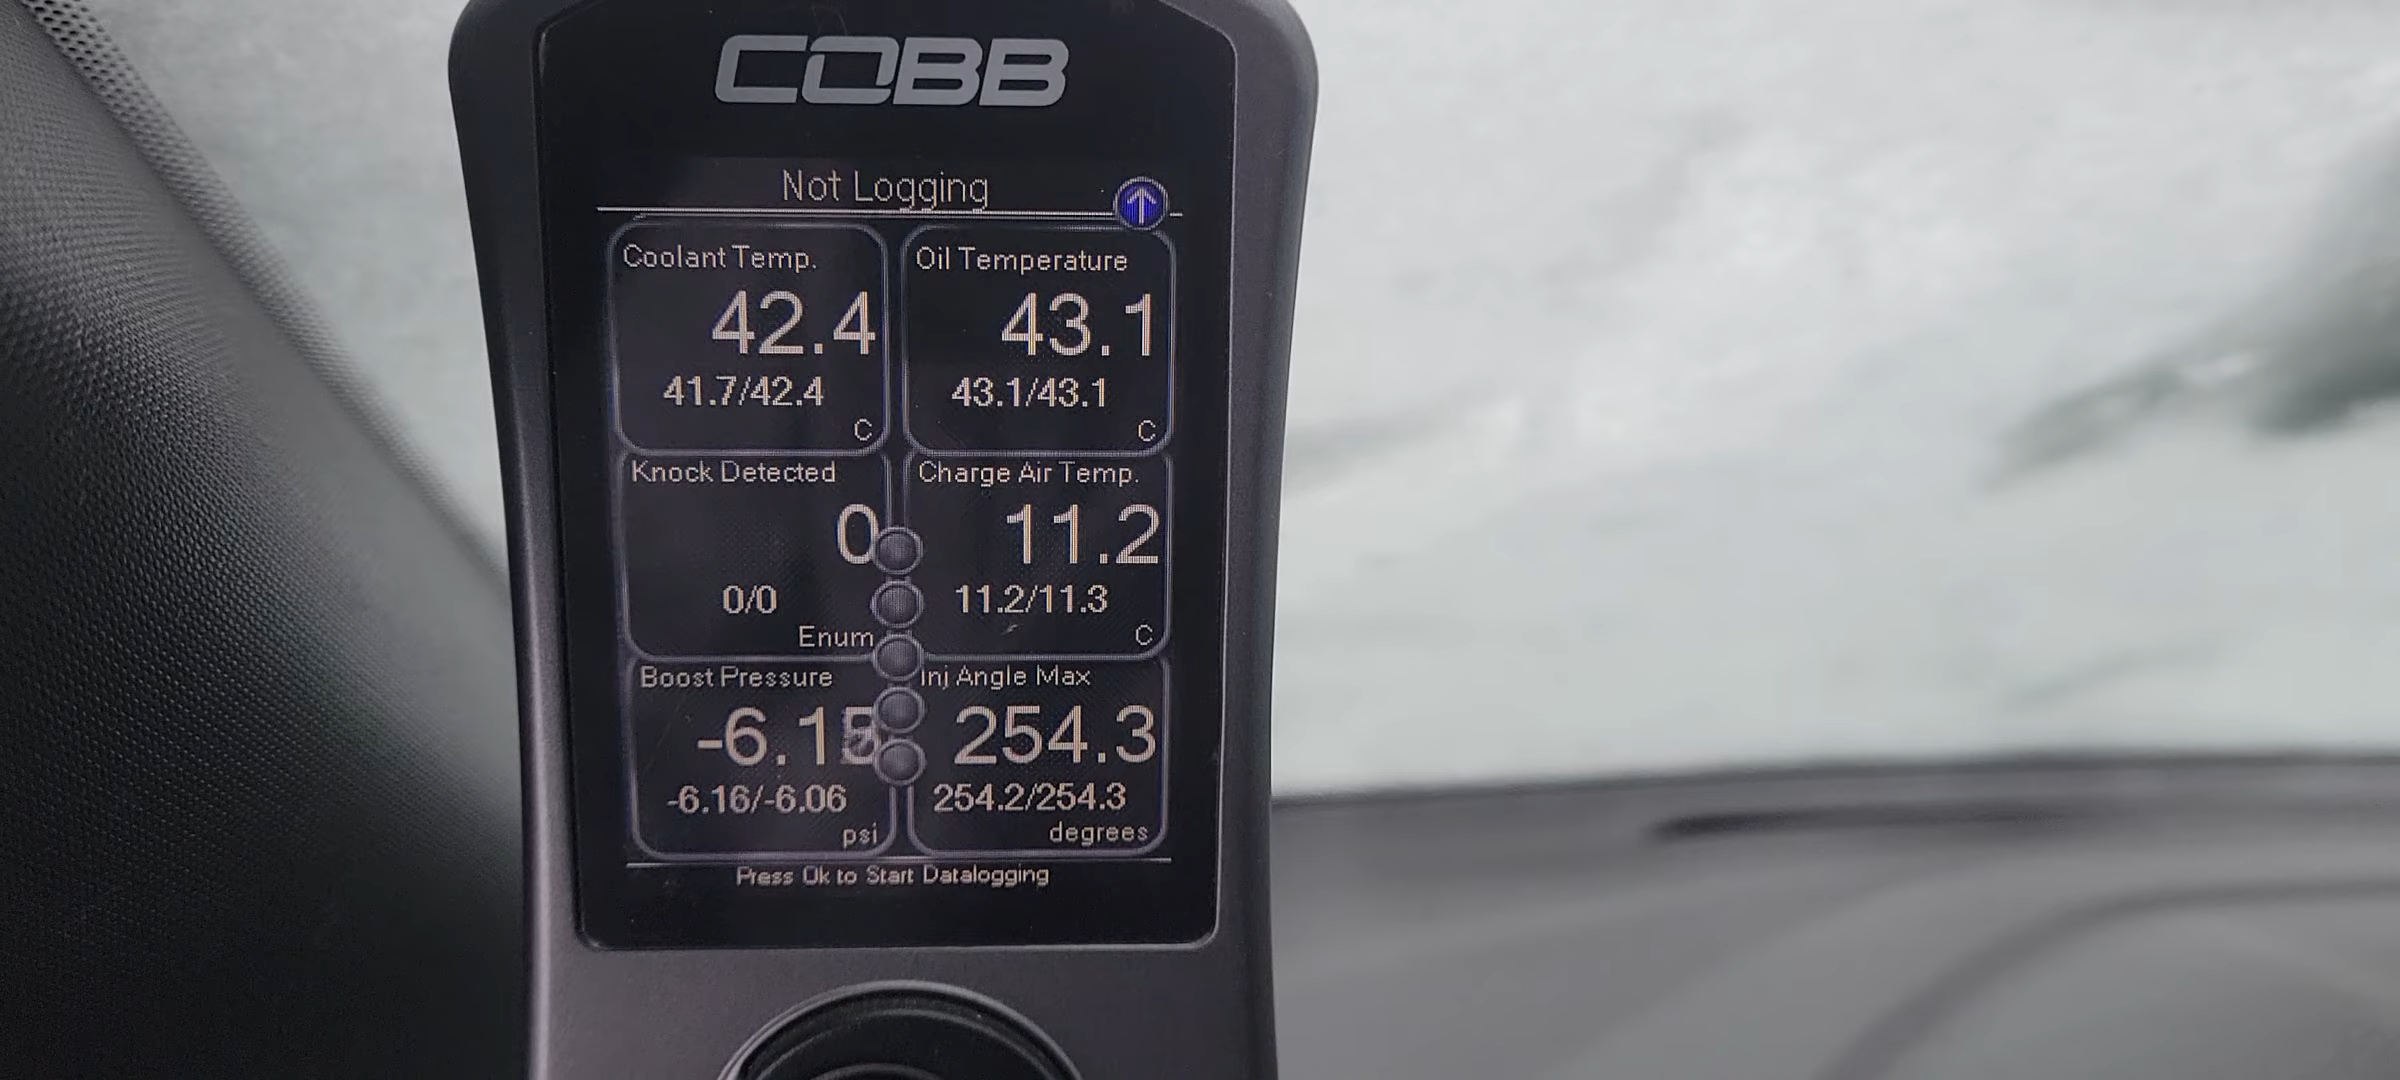 COBB
Not Logging
Coolant Temp.
42.4
41.7/42.4
C
Oil Temperature
43.1
43.1/43.1
C
Knock Detected
0
0/0
Enum
Charge Air Temp.
11.2
11.2/11.3
C
Boost Pressure
-6.16/-6.06
psi
Inj Angle Max
254.3
254.2/254.3
degrees
Press Ok to Start Datalogging